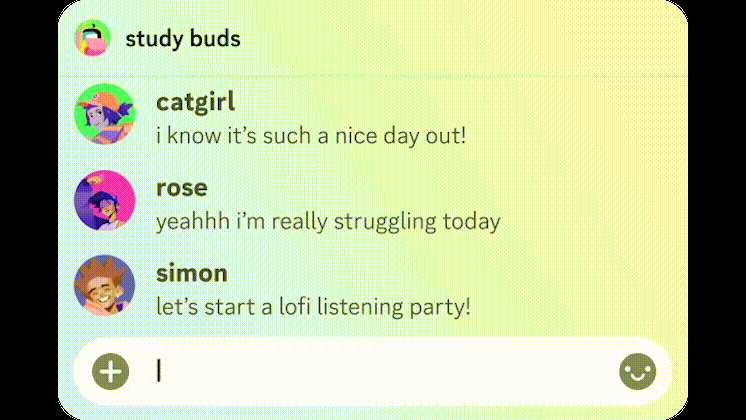 study buds
catgirl
i know it's such a nice day out!
rose
yeahhh i'm really struggling today
simon
let's start a lofi listening party!